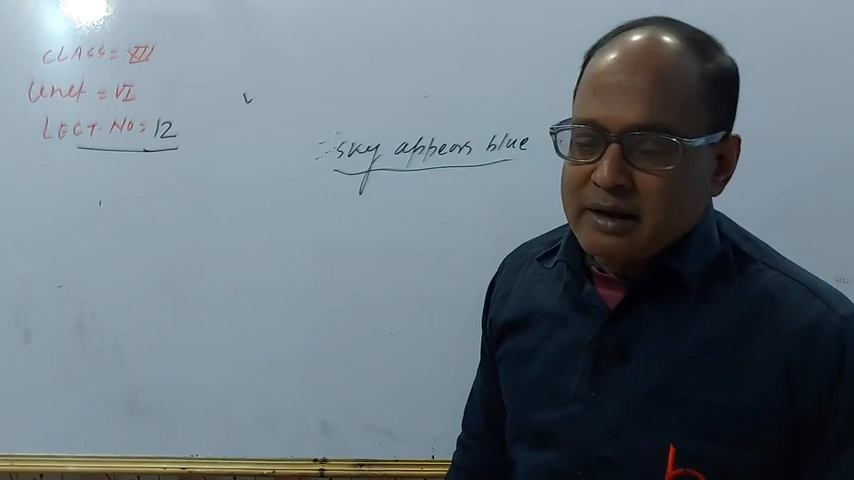 CLASS = XII
Unit = VI
LECT. NO = 12
sky appears blue